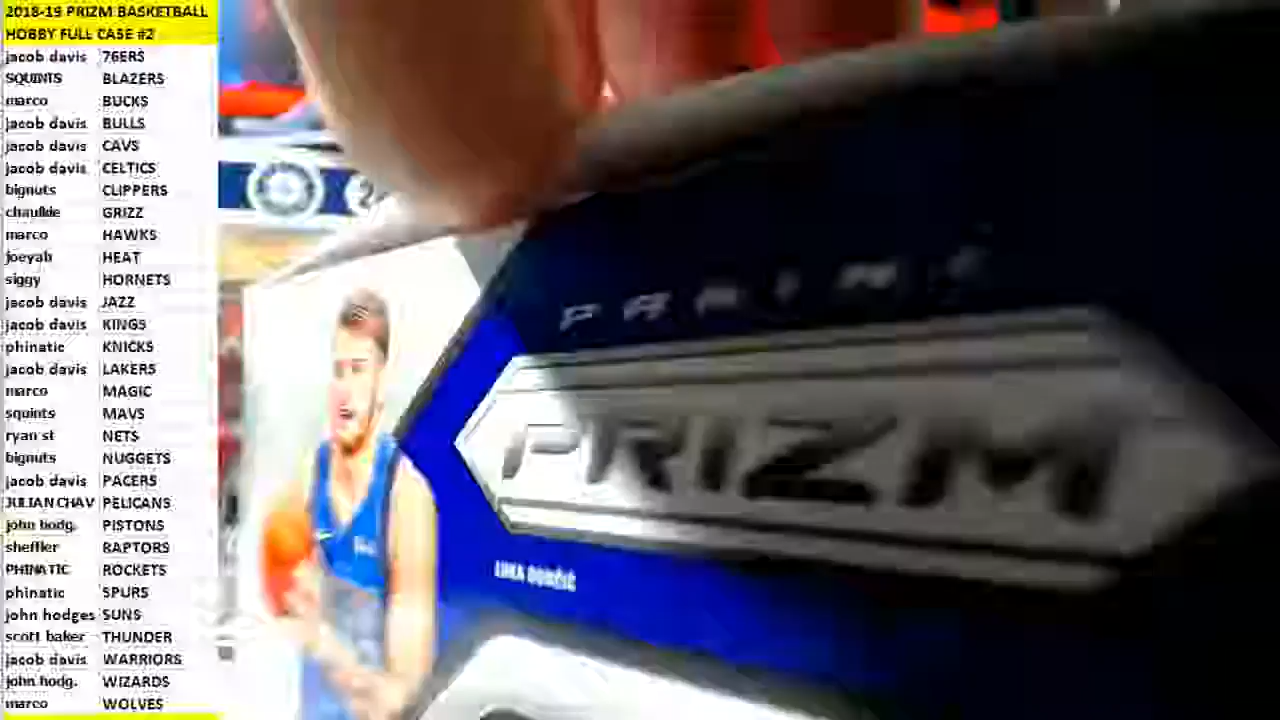 2018-19 PRIZM BASKETBALL
HOBBY FULL CASE #2
jacob davis 76ERS
SQUINTS BLAZERS
marco BUCKS
jacob davis BULLS
jacob davis CAVS
jacob davis CELTICS
bignuts CLIPPERS
chaulkie GRIZZ
marco HAWKS
joeyah HEAT
siggy HORNETS
jacob davis JAZZ
jacob davis KINGS
phinatic KNICKS
jacob davis LAKERS
marco MAGIC
squints MAVS
ryan st NETS
bignuts NUGGETS
jacob davis PACERS
JULIAN CHAV PELICANS
john hodg. PISTONS
sheffler RAPTORS
PHINATIC ROCKETS
phinatic SPURS
john hodges SUNS
scott baker THUNDER
jacob davis WARRIORS
john hodg. WIZARDS
marco WOLVES
PRIZM
LUKA DONČIĆ